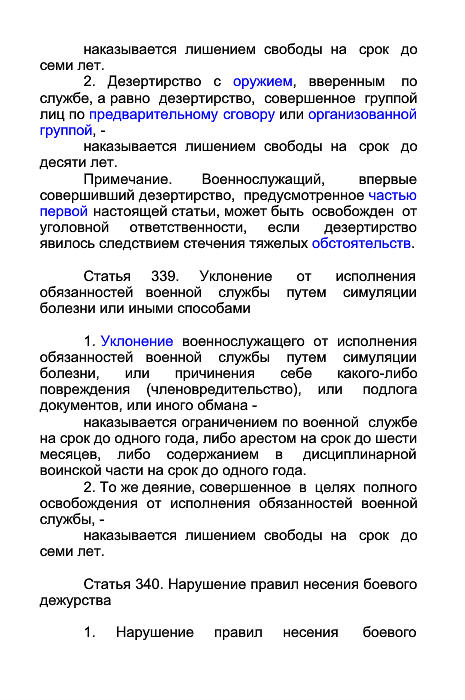 наказывается лишением свободы на срок до
семи лет.
2. Дезертирство с оружием, вверенным по
службе, а равно дезертирство, совершенное группой
лиц по предварительному сговору или организованной
группой, -
наказывается лишением свободы на срок до
десяти лет.
Примечание. Военнослужащий, впервые
совершивший дезертирство, предусмотренное частью
первой настоящей статьи, может быть освобожден от
уголовной ответственности, если дезертирство
явилось следствием стечения тяжелых обстоятельств.
Статья 339. Уклонение от исполнения
обязанностей военной службы путем симуляции
болезни или иными способами
1. Уклонение военнослужащего от исполнения
обязанностей военной службы путем симуляции
болезни, или причинения себе какого-либо
повреждения (членовредительство), или подлога
документов, или иного обмана -
наказывается ограничением по военной службе
на срок до одного года, либо арестом на срок до шести
месяцев, либо содержанием в дисциплинарной
воинской части на срок до одного года.
2. То же деяние, совершенное в целях полного
освобождения от исполнения обязанностей военной
службы, -
наказывается лишением свободы на срок до
семи лет.
Статья 340. Нарушение правил несения боевого
дежурства
1. Нарушение правил несения боевого